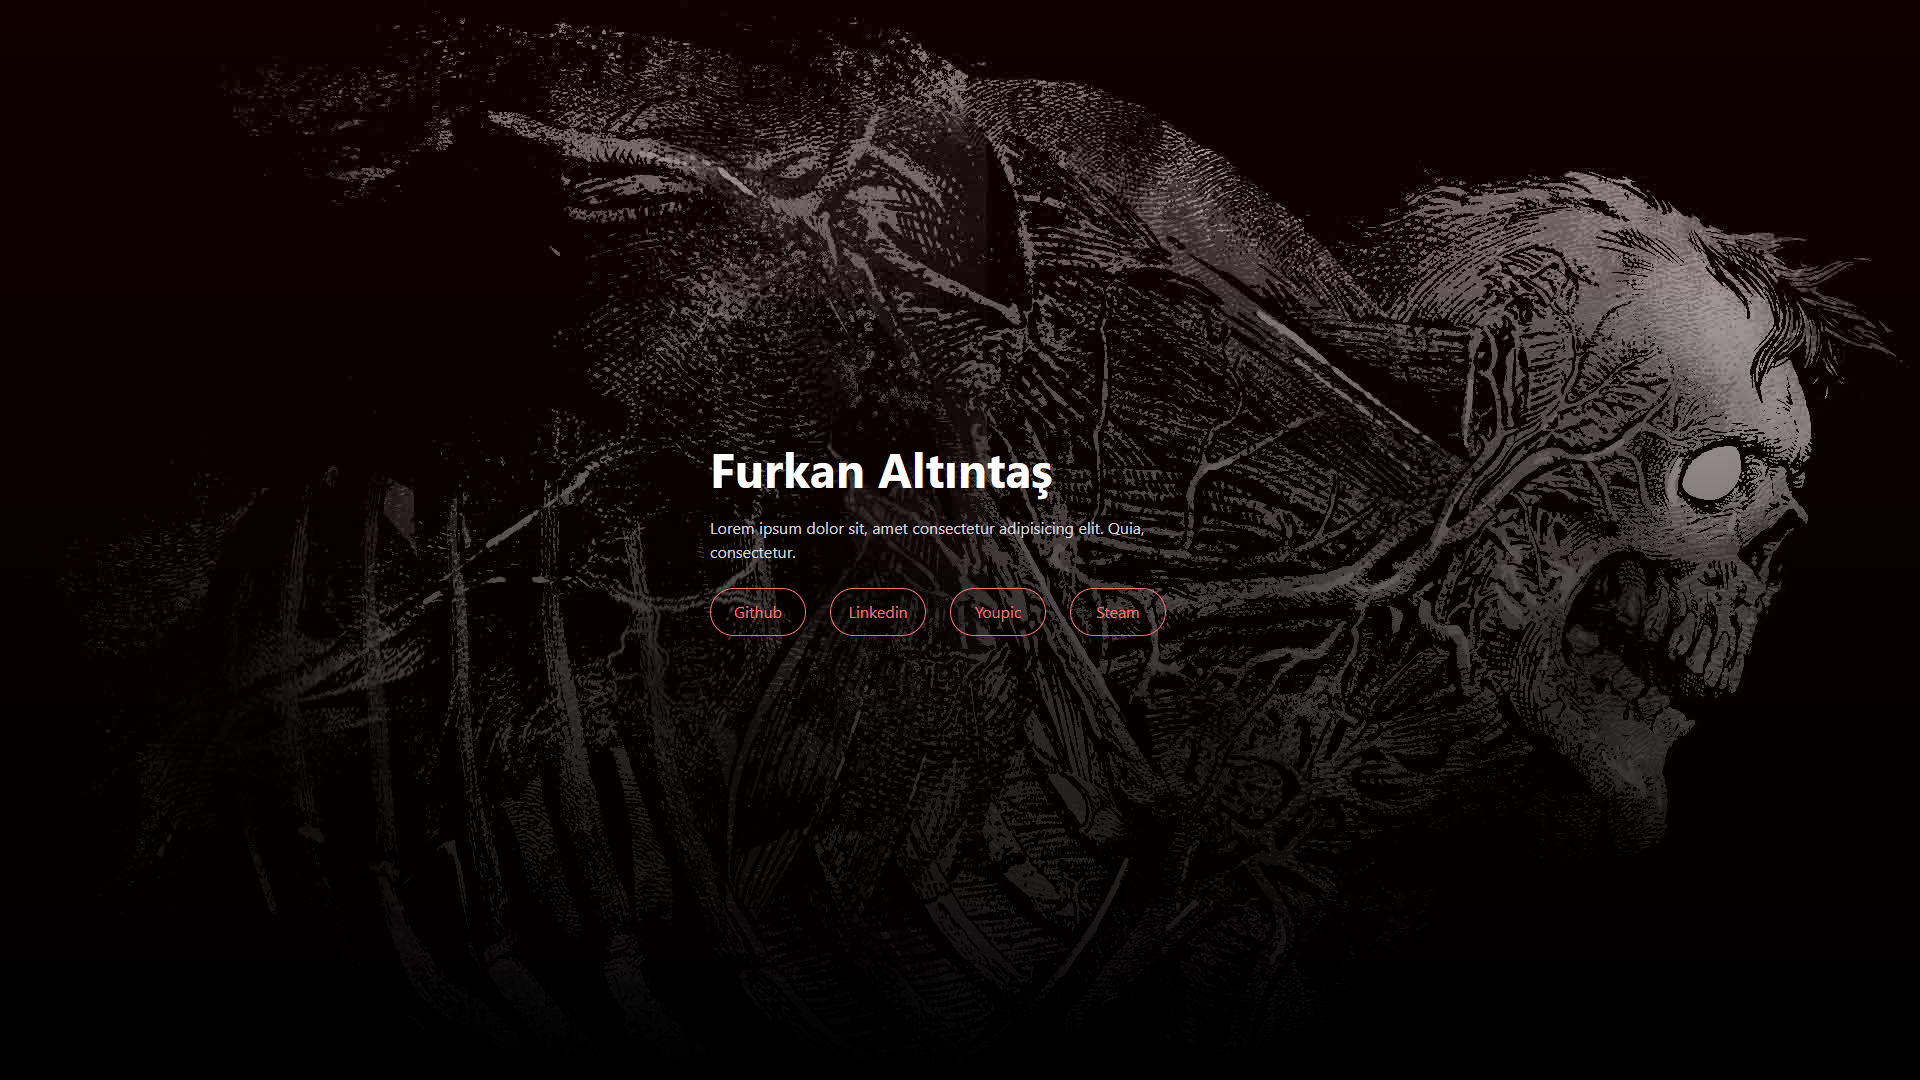 Furkan Altıntaş
Lorem ipsum dolor sit, amet consectetur adipisicing elit. Quia,
consectetur.
Github Linkedin Youpic Steam